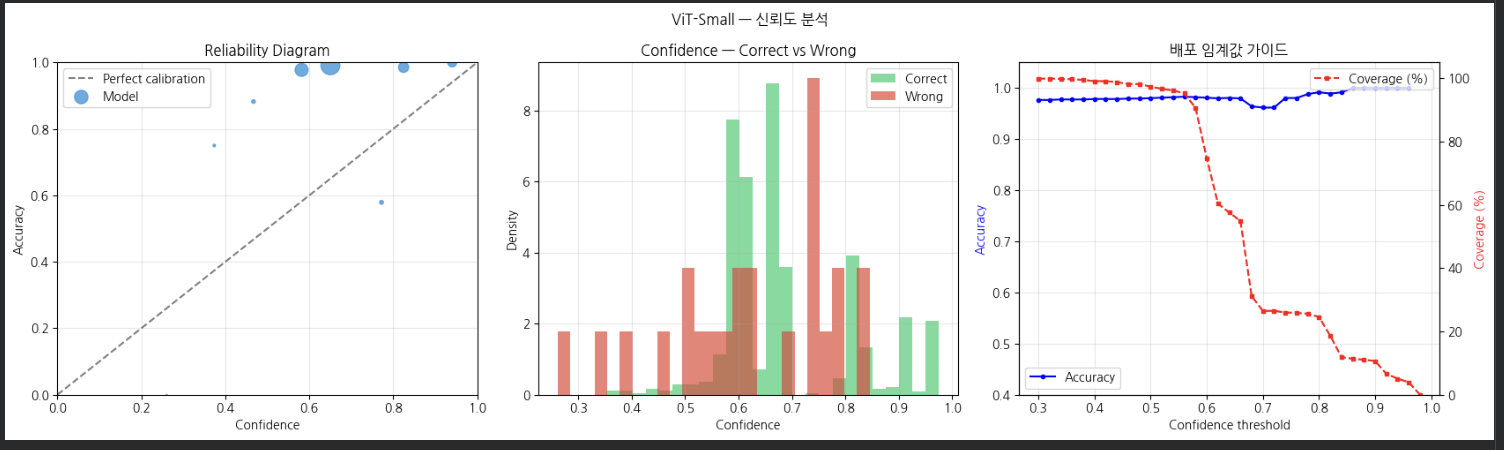 ViT-Small — 신뢰도 분석
Reliability Diagram
Accuracy
1.0
0.8
0.6
0.4
0.2
0.0
Perfect calibration
Model
0.0 0.2 0.4 0.6 0.8 1.0
Confidence
Confidence — Correct vs Wrong
Density
8
6
4
2
0
Correct
Wrong
0.3 0.4 0.5 0.6 0.7 0.8 0.9 1.0
Confidence
배포 임계값 가이드
Accuracy
1.0
0.9
0.8
0.7
0.6
0.5
0.4
Coverage (%)
Accuracy
0.3 0.4 0.5 0.6 0.7 0.8 0.9 1.0
Confidence threshold
100
80
60
40
20
0
Coverage (%)